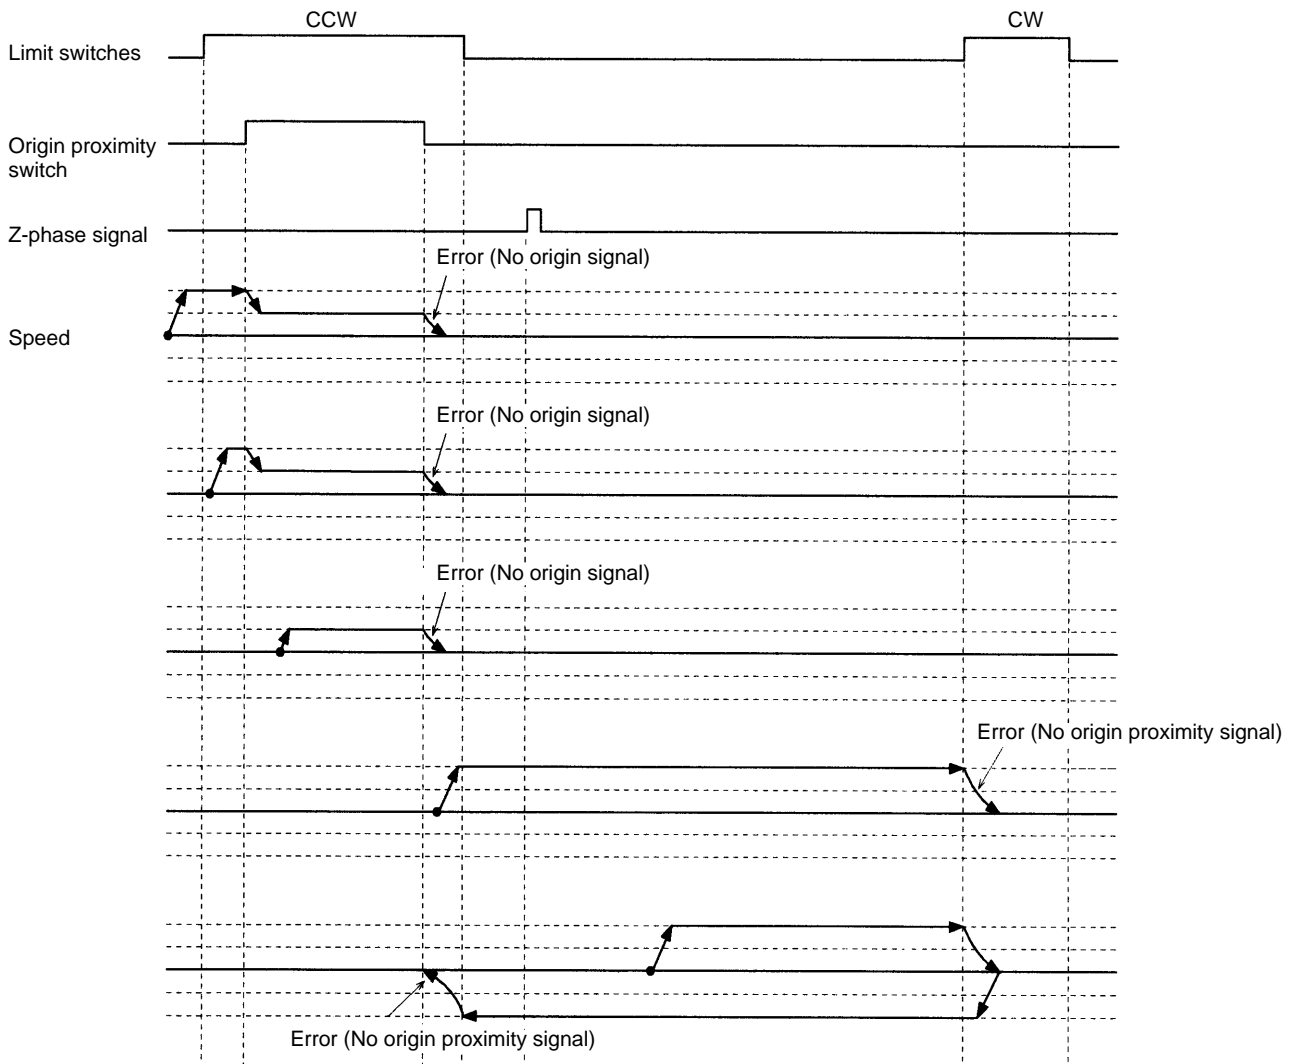 CCW
CW
Limit switches
Origin proximity
switch
Z-phase signal
Error (No origin signal)
Speed
Error (No origin signal)
Error (No origin signal)
Error (No origin proximity signal)
Error (No origin proximity signal)